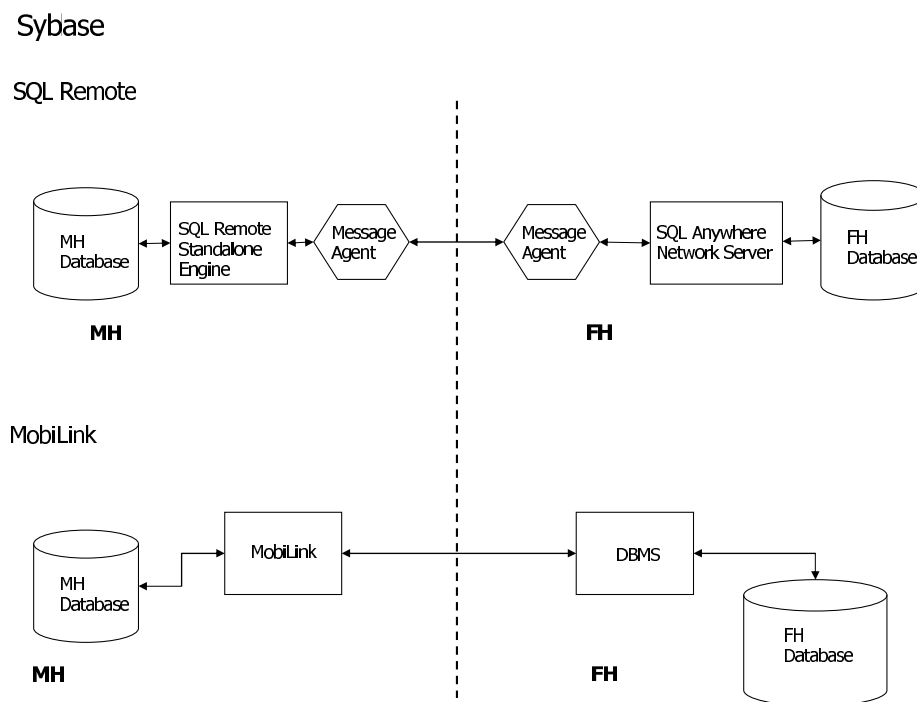 Sybase
SQL Remote
MH
Database
SQL Remote
Standalone
Engine
Message
Agent
Message
Agent
SQL Anywhere
Network Server
FH
Database
MH
FH
MobiLink
MH
Database
MobiLink
DBMS
FH
Database
MH
FH